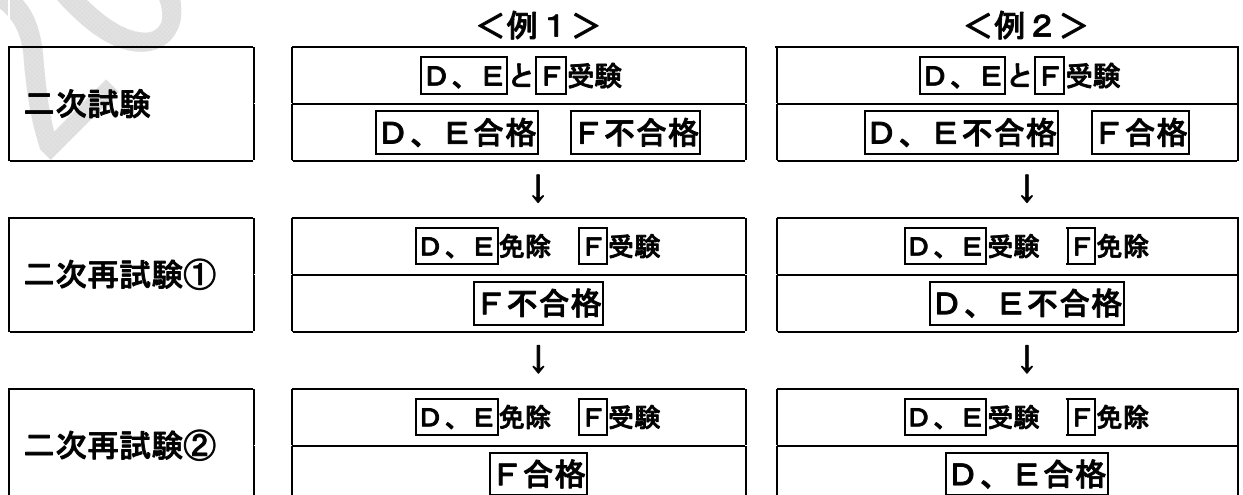 ＜例１＞ ＜例２＞
二次試験
Ｄ、ＥとＦ受験 Ｄ、ＥとＦ受験
Ｄ、Ｅ合格 Ｆ不合格 Ｄ、Ｅ不合格 Ｆ合格
↓ ↓
二次再試験①
Ｄ、Ｅ免除 Ｆ受験 Ｄ、Ｅ受験 Ｆ免除
Ｆ不合格 Ｄ、Ｅ不合格
↓ ↓
二次再試験②
Ｄ、Ｅ免除 Ｆ受験 Ｄ、Ｅ受験 Ｆ免除
Ｆ合格 Ｄ、Ｅ合格